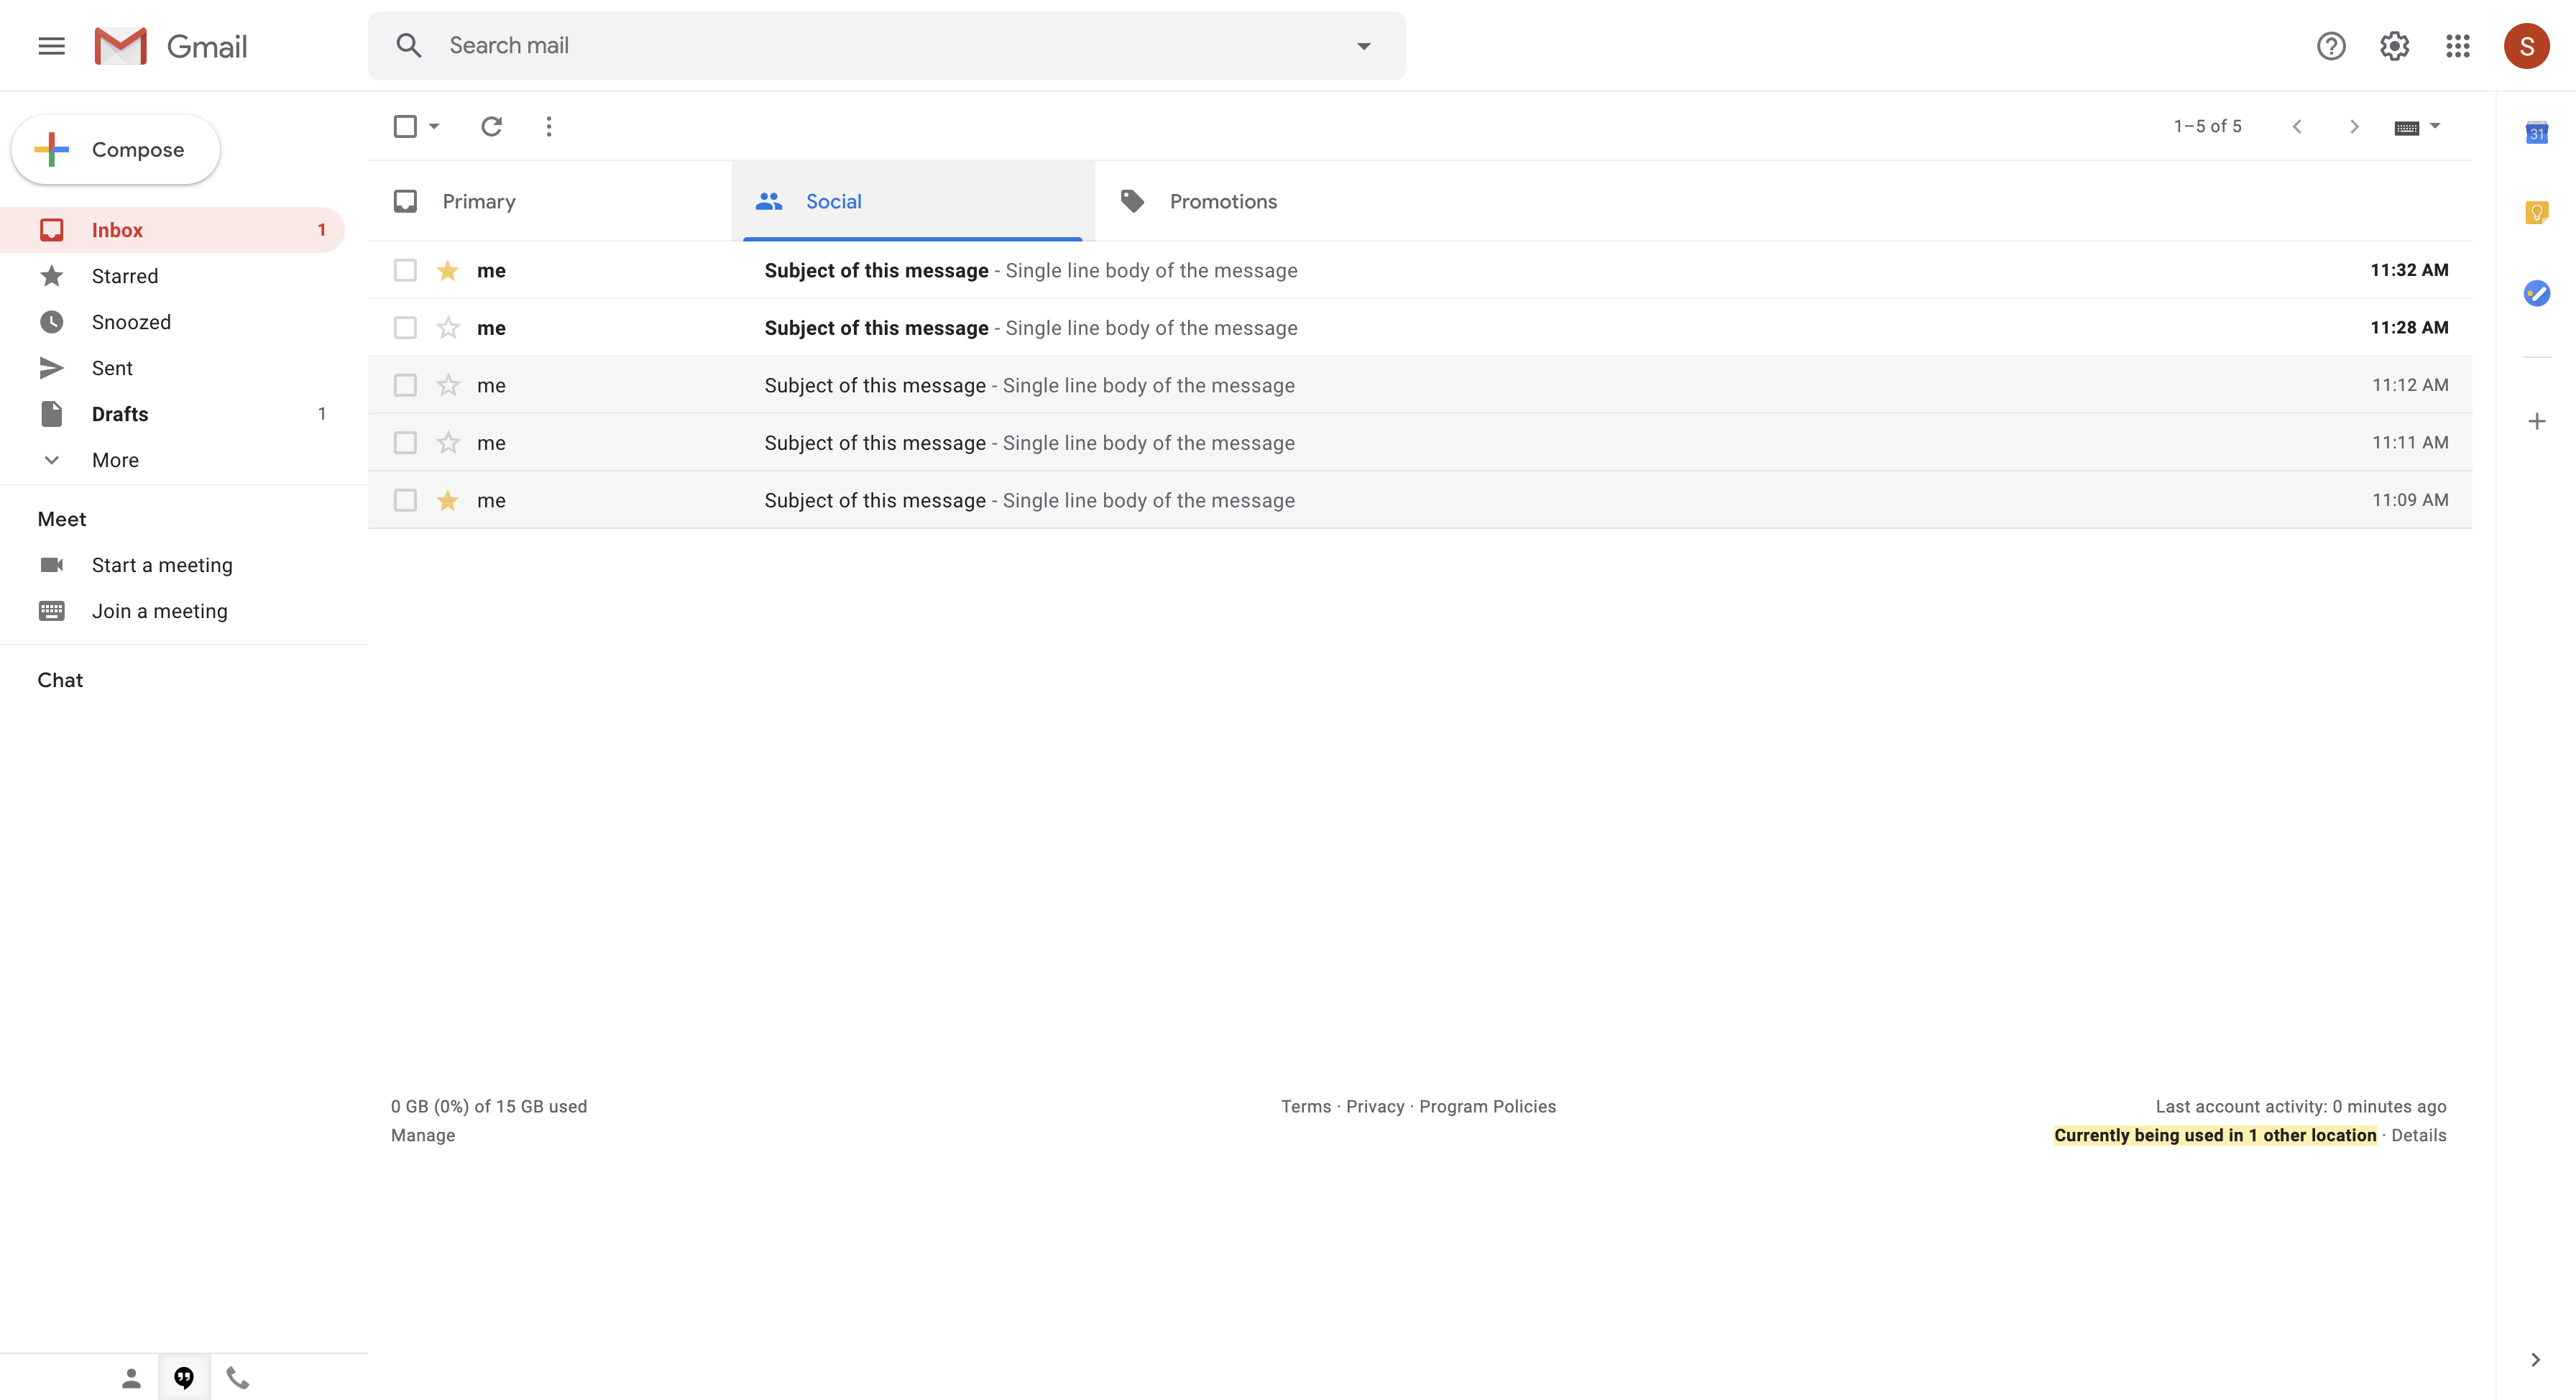 Gmail
Search mail
S
Compose
1–5 of 5
31
Primary
Social
Promotions
Inbox 1
Starred
Snoozed
Sent
Drafts 1
More
Meet
Start a meeting
Join a meeting
Chat
me Subject of this message - Single line body of the message 11:32 AM
me Subject of this message - Single line body of the message 11:28 AM
me Subject of this message - Single line body of the message 11:12 AM
me Subject of this message - Single line body of the message 11:11 AM
me Subject of this message - Single line body of the message 11:09 AM
0 GB (0%) of 15 GB used
Manage
Terms · Privacy · Program Policies
Last account activity: 0 minutes ago
Currently being used in 1 other location · Details